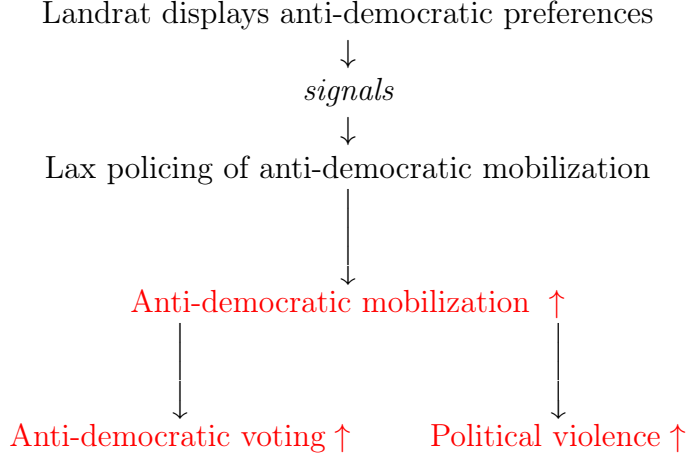 Landrat displays anti-democratic preferences
↓
signals
↓
Lax policing of anti-democratic mobilization
Anti-democratic mobilization ↑
Anti-democratic voting ↑ Political violence ↑